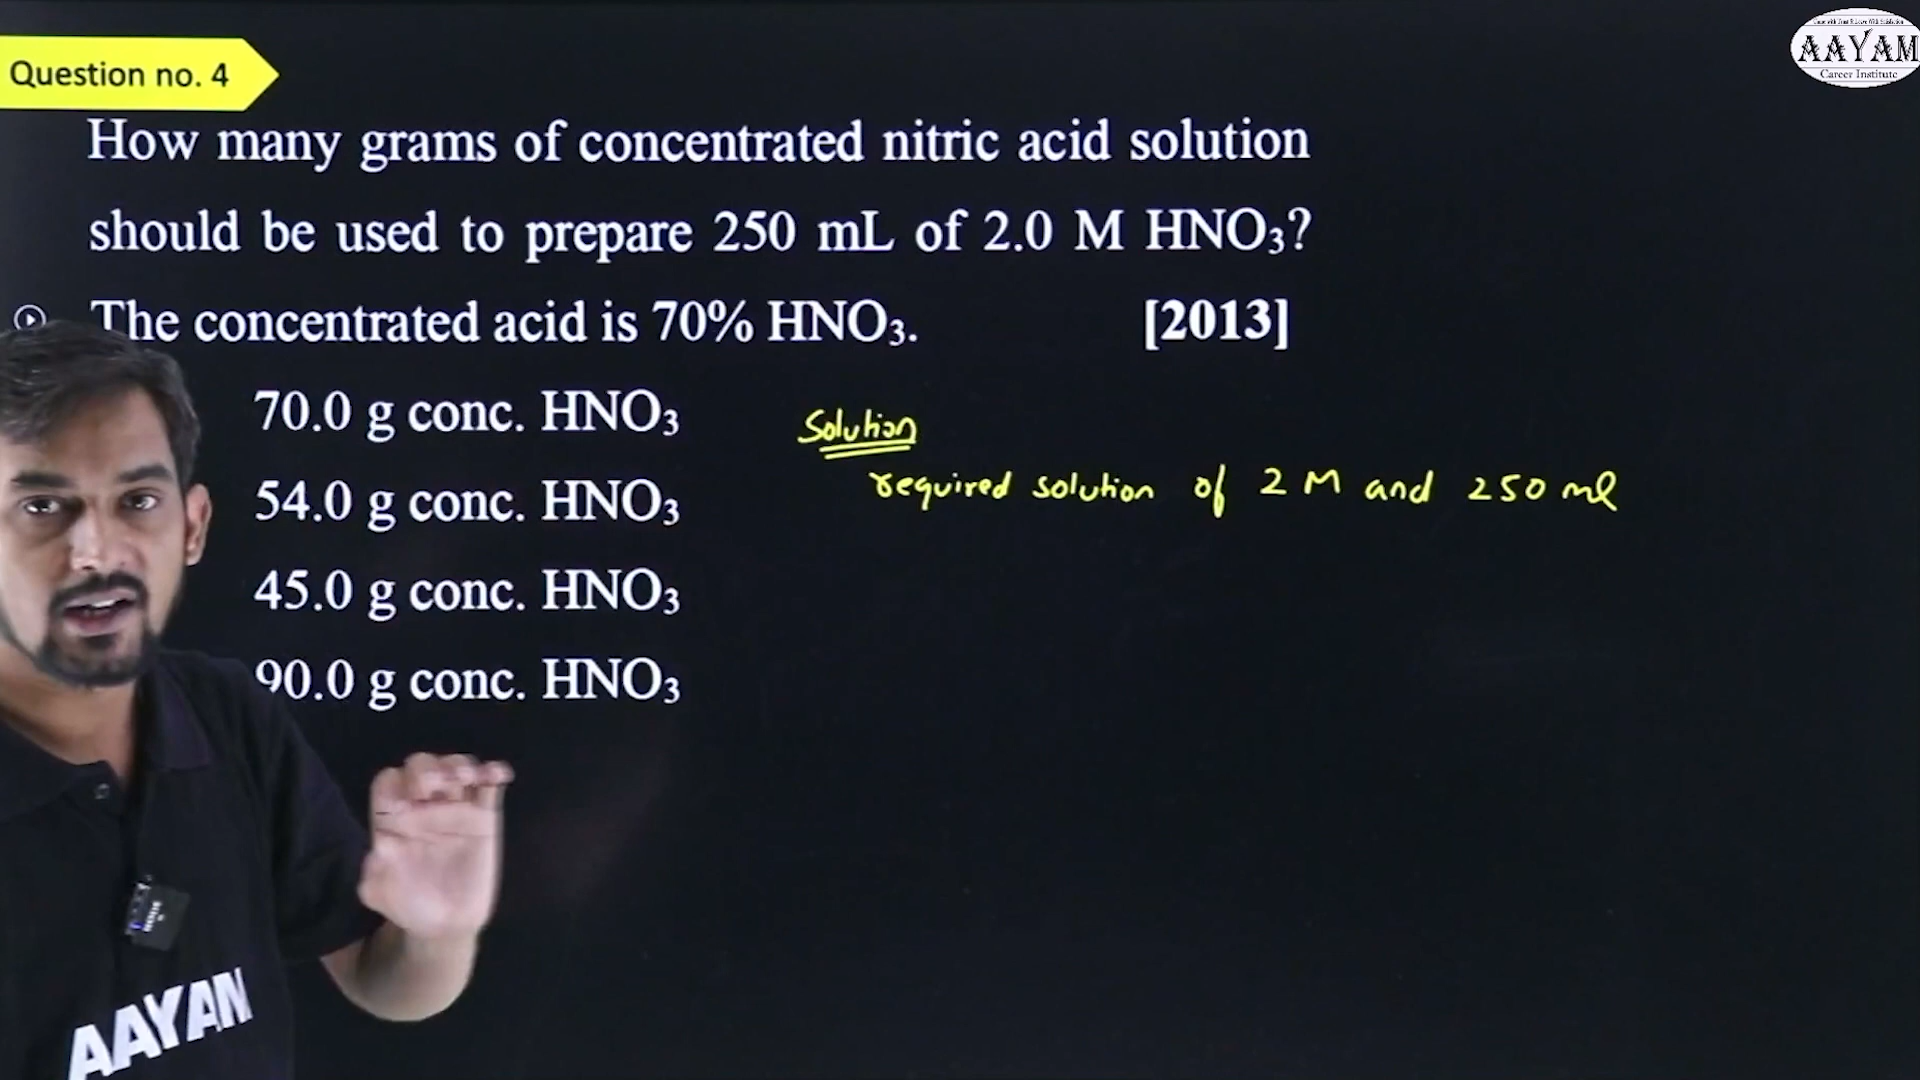 Question no. 4
AAYAM
Career Institute
How many grams of concentrated nitric acid solution
should be used to prepare 250 mL of 2.0 M HNO₃?
The concentrated acid is 70% HNO₃. [2013]
70.0 g conc. HNO₃
Solution
required solution of 2 M and 250 ml
54.0 g conc. HNO₃
45.0 g conc. HNO₃
90.0 g conc. HNO₃
AAYAM